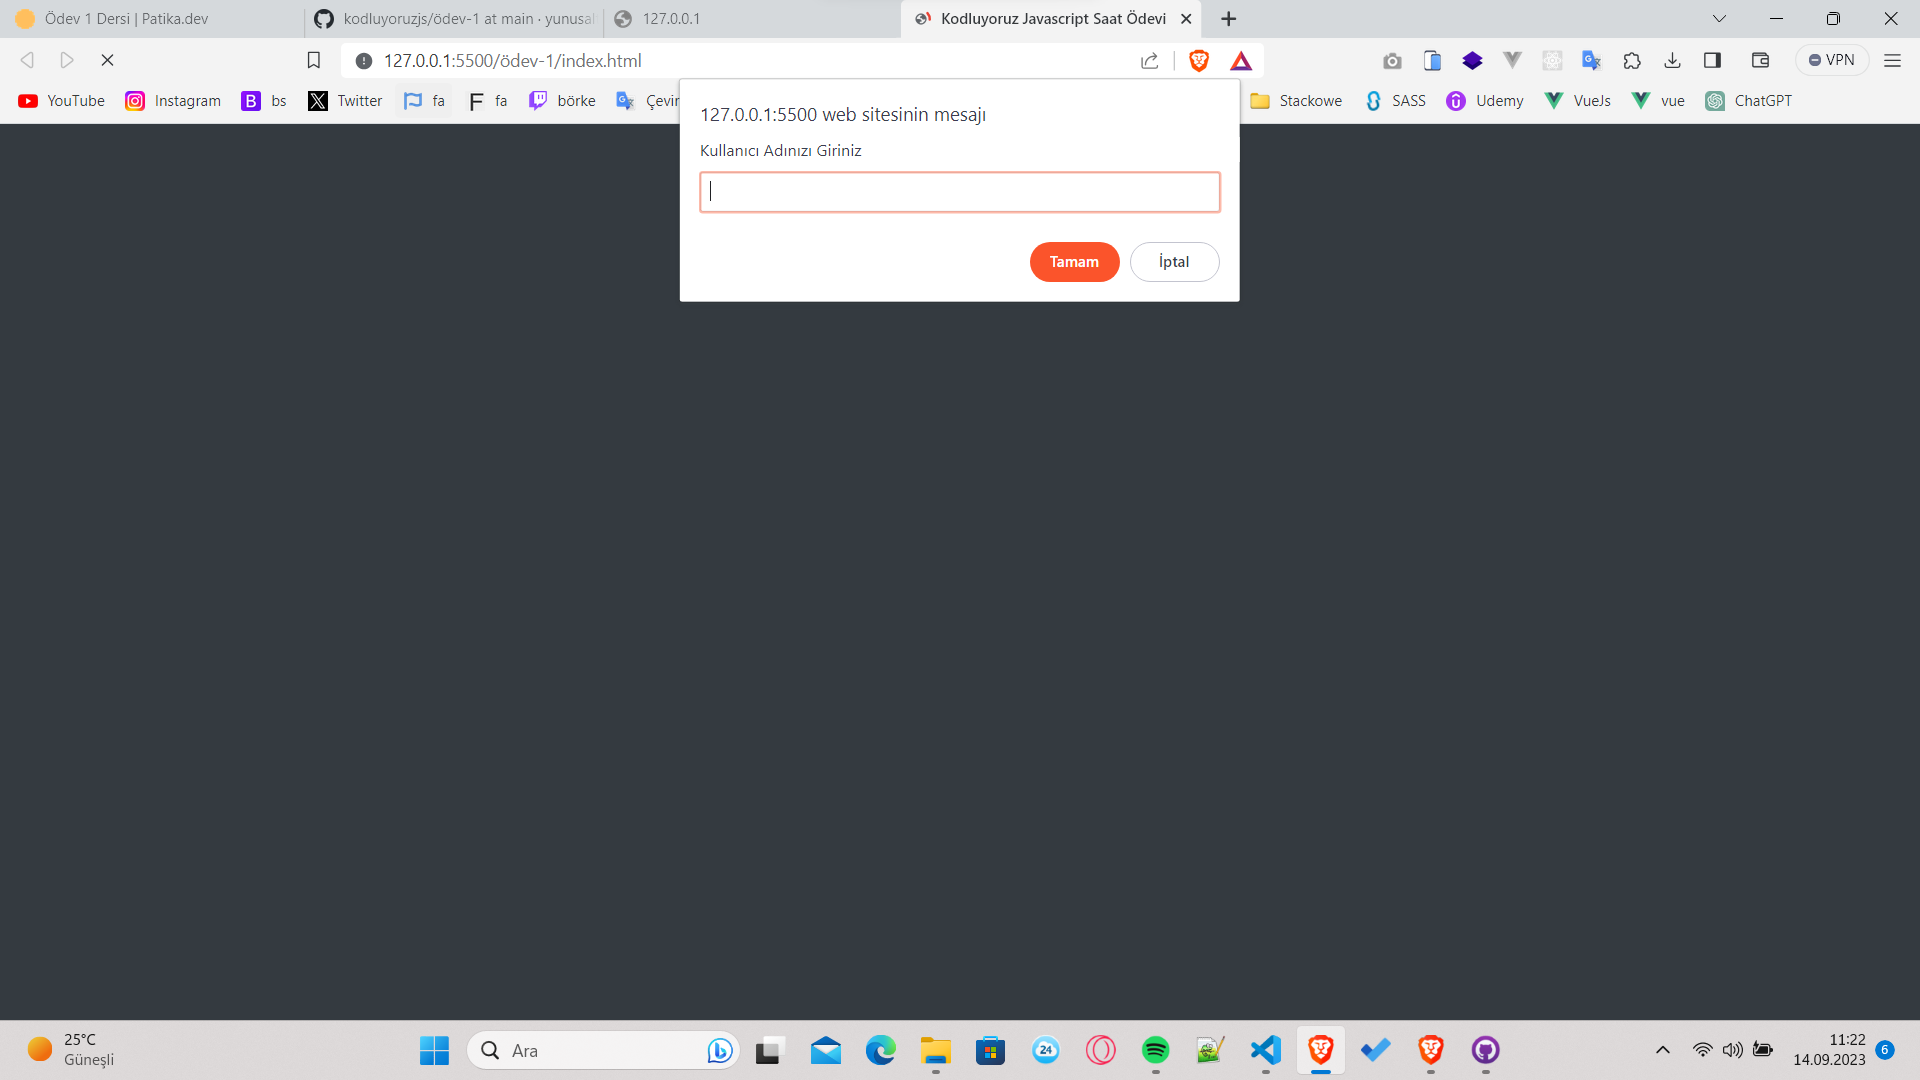 Ödev 1 Dersi | Patika.dev
kodluyoruzjs/ödev-1 at main · yunusal
127.0.0.1
Kodluyoruz Javascript Saat Ödevi
127.0.0.1:5500/ödev-1/index.html
VPN
YouTube
Instagram
bs
Twitter
fa
fa
börke
Çevir
Stackowe
SASS
Udemy
VueJs
vue
ChatGPT
127.0.0.1:5500 web sitesinin mesajı
Kullanıcı Adınızı Giriniz
Tamam
İptal
25°C
Güneşli
Ara
24
11:22
14.09.2023
6